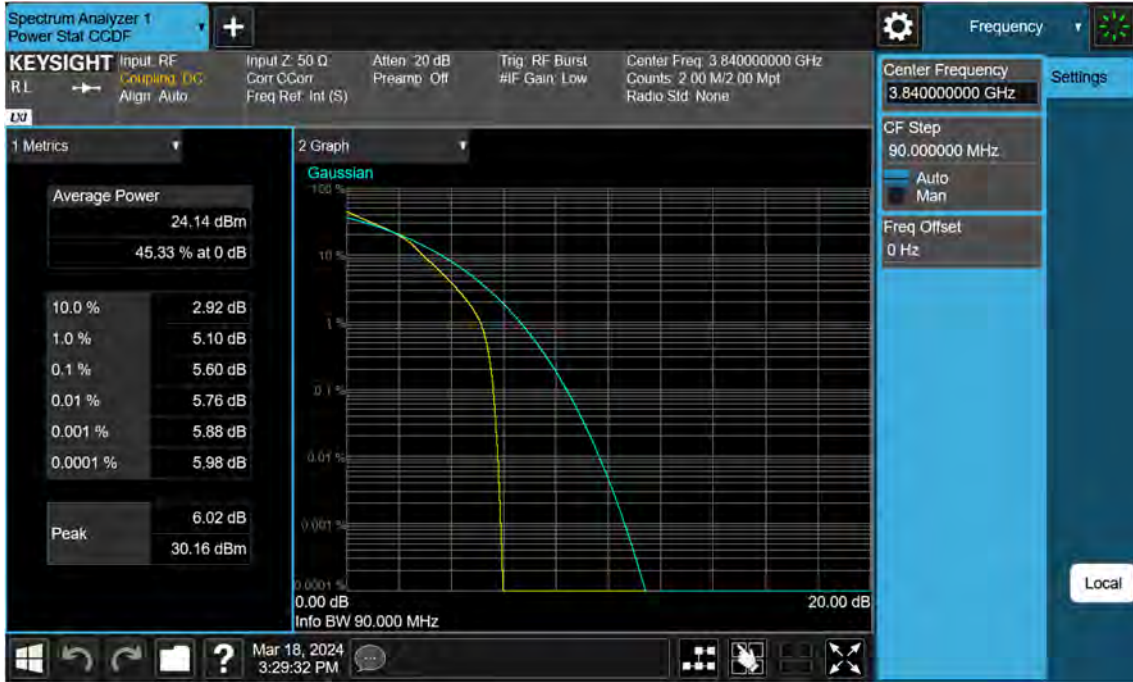 Spectrum Analyzer 1
Power Stat CCDF
Frequency
KEYSIGHT
RL
LXI
Input: RF
Coupling: DC
Align: Auto
Input Z: 50 Ω
Corr CCorr
Freq Ref: Int (S)
Atten: 20 dB
Preamp: Off
Trig: RF Burst
#IF Gain: Low
Center Freq: 3.840000000 GHz
Counts: 2.00 M/2.00 Mpt
Radio Std: None
Center Frequency
3.840000000 GHz
Settings
CF Step
90.000000 MHz
Auto
Man
Freq Offset
0 Hz
Local
1 Metrics
Average Power
24.14 dBm
45.33 % at 0 dB
10.0 % 2.92 dB
1.0 % 5.10 dB
0.1 % 5.60 dB
0.01 % 5.76 dB
0.001 % 5.88 dB
0.0001 % 5.98 dB
Peak
6.02 dB
30.16 dBm
2 Graph
Gaussian
100 %
10 %
1 %
0.1 %
0.01 %
0.001 %
0.0001 %
0.00 dB
20.00 dB
Info BW 90.000 MHz
?
Mar 18, 2024
3:29:32 PM